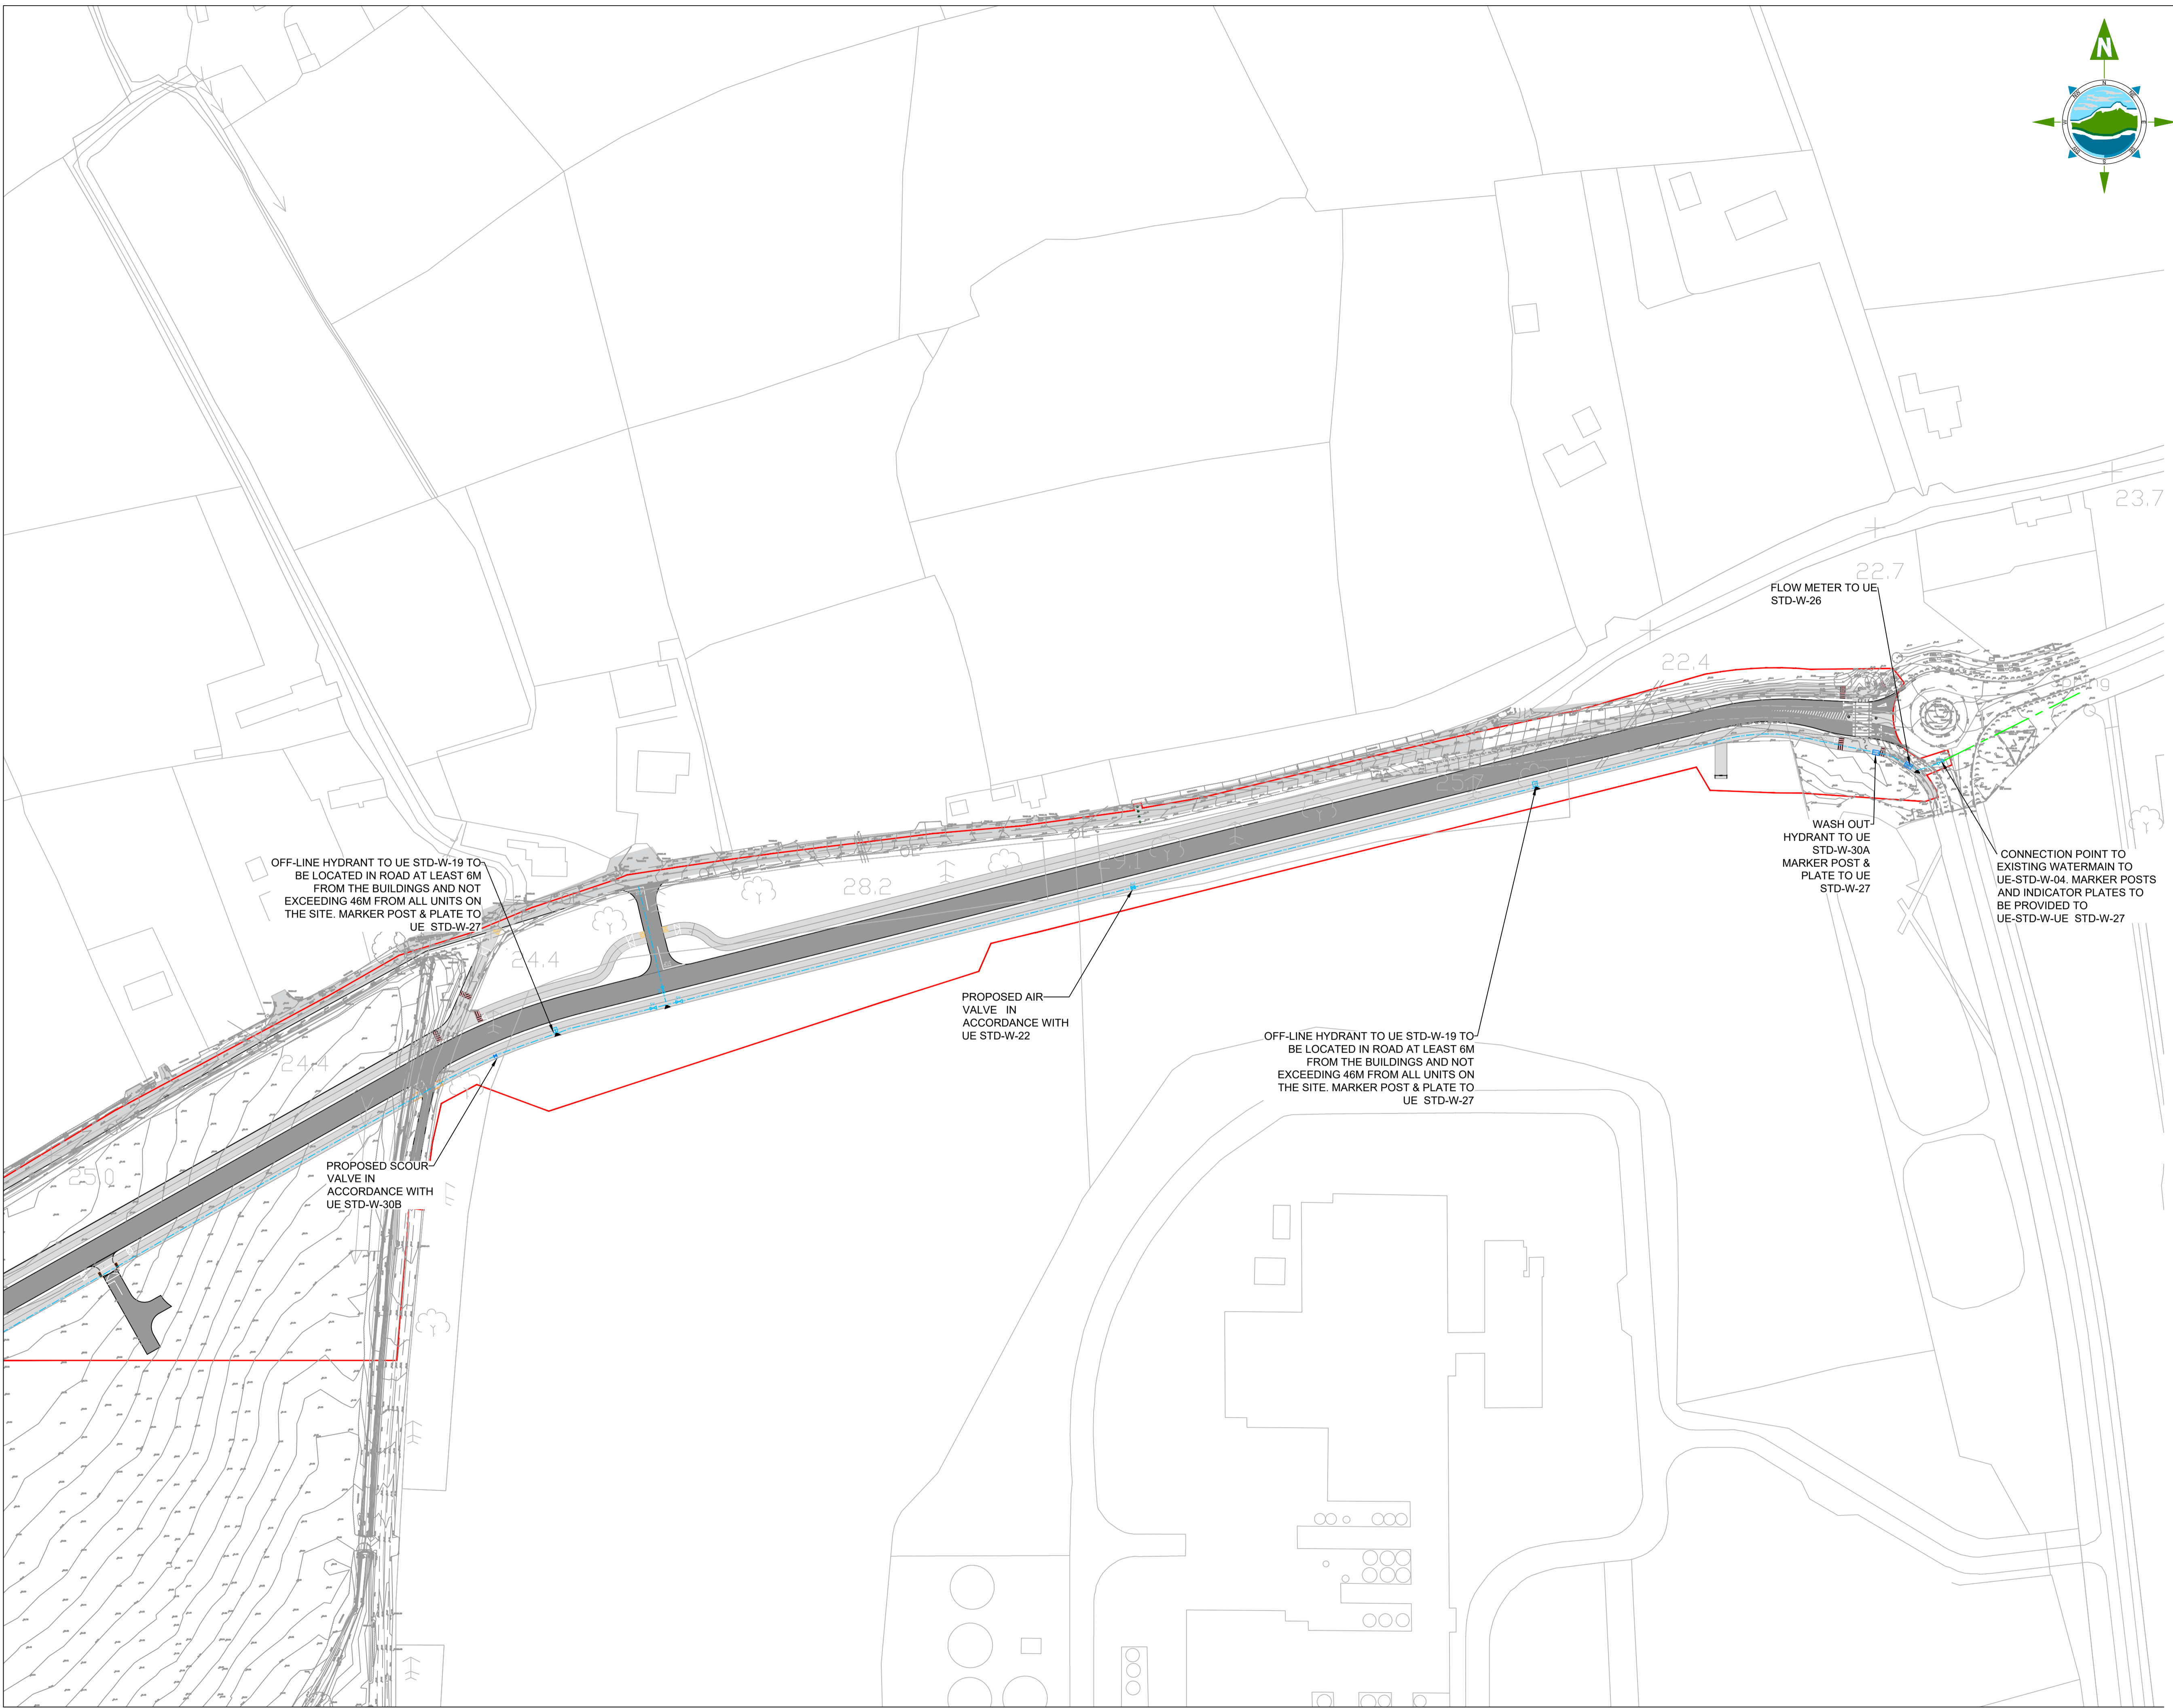 N
23.7
22.7
FLOW METER TO UE
STD-W-26
22.4
OFF-LINE HYDRANT TO UE STD-W-19 TO
BE LOCATED IN ROAD AT LEAST 6M
FROM THE BUILDINGS AND NOT
EXCEEDING 46M FROM ALL UNITS ON
THE SITE. MARKER POST & PLATE TO
UE STD-W-27
28.2
29.1
24.4
WASH OUT
HYDRANT TO UE
STD-W-30A
MARKER POST &
PLATE TO UE
STD-W-27
CONNECTION POINT TO
EXISTING WATERMAIN TO
UE-STD-W-04. MARKER POSTS
AND INDICATOR PLATES TO
BE PROVIDED TO
UE-STD-W-UE STD-W-27
PROPOSED AIR
VALVE IN
ACCORDANCE WITH
UE STD-W-22
OFF-LINE HYDRANT TO UE STD-W-19 TO
BE LOCATED IN ROAD AT LEAST 6M
FROM THE BUILDINGS AND NOT
EXCEEDING 46M FROM ALL UNITS ON
THE SITE. MARKER POST & PLATE TO
UE STD-W-27
24.4
25.0
PROPOSED SCOUR
VALVE IN
ACCORDANCE WITH
UE STD-W-30B